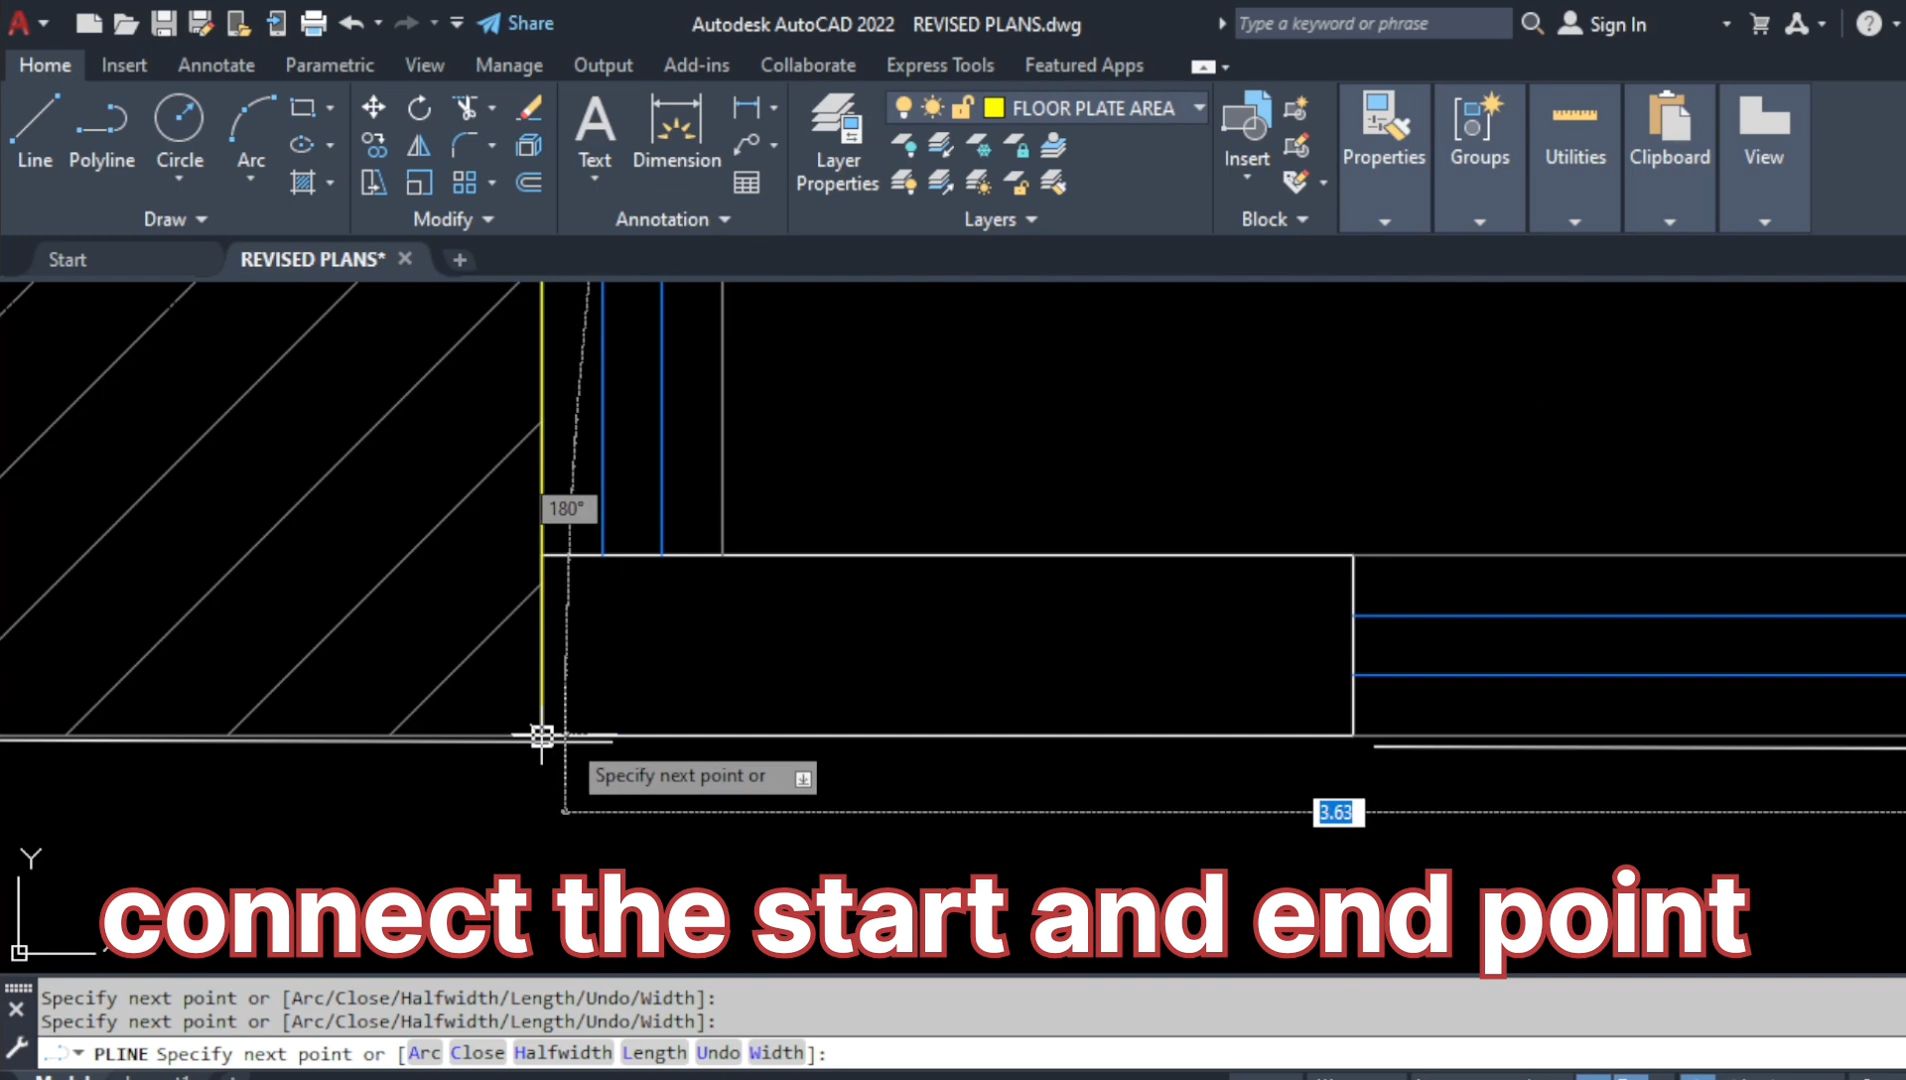 Share
Autodesk AutoCAD 2022 REVISED PLANS.dwg
Type a keyword or phrase
Sign In
Home Insert Annotate Parametric View Manage Output Add-ins Collaborate Express Tools Featured Apps
FLOOR PLATE AREA
Line Polyline Circle Arc
Text Dimension
Layer
Properties
Insert
Properties Groups Utilities Clipboard View
Draw Modify Annotation Layers Block
Start REVISED PLANS*
180°
Specify next point or
3.63
Y
connect the start and end point
Specify next point or [Arc/Close/Halfwidth/Length/Undo/Width]:
Specify next point or [Arc/Close/Halfwidth/Length/Undo/Width]:
PLINE Specify next point or [Arc Close Halfwidth Length Undo Width]: